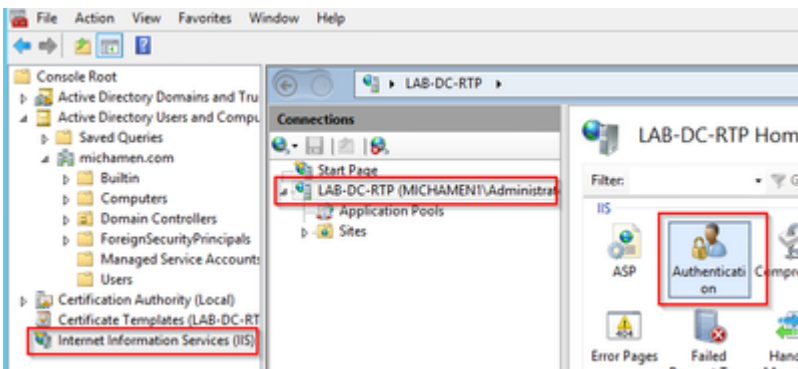 File Action View Favorites Window Help
Console Root
Active Directory Domains and Tru
Active Directory Users and Compu
Saved Queries
michamen.com
Builtin
Computers
Domain Controllers
ForeignSecurityPrincipals
Managed Service Accounts
Users
Certification Authority (Local)
Certificate Templates (LAB-DC-RT
Internet Information Services (IIS)
LAB-DC-RTP
Connections
Start Page
LAB-DC-RTP (MICHAMEN1\Administrat
Application Pools
Sites
LAB-DC-RTP Hom
Filter:
IIS
ASP
Authenticati
on
Compre
Error Pages
Failed
Hand